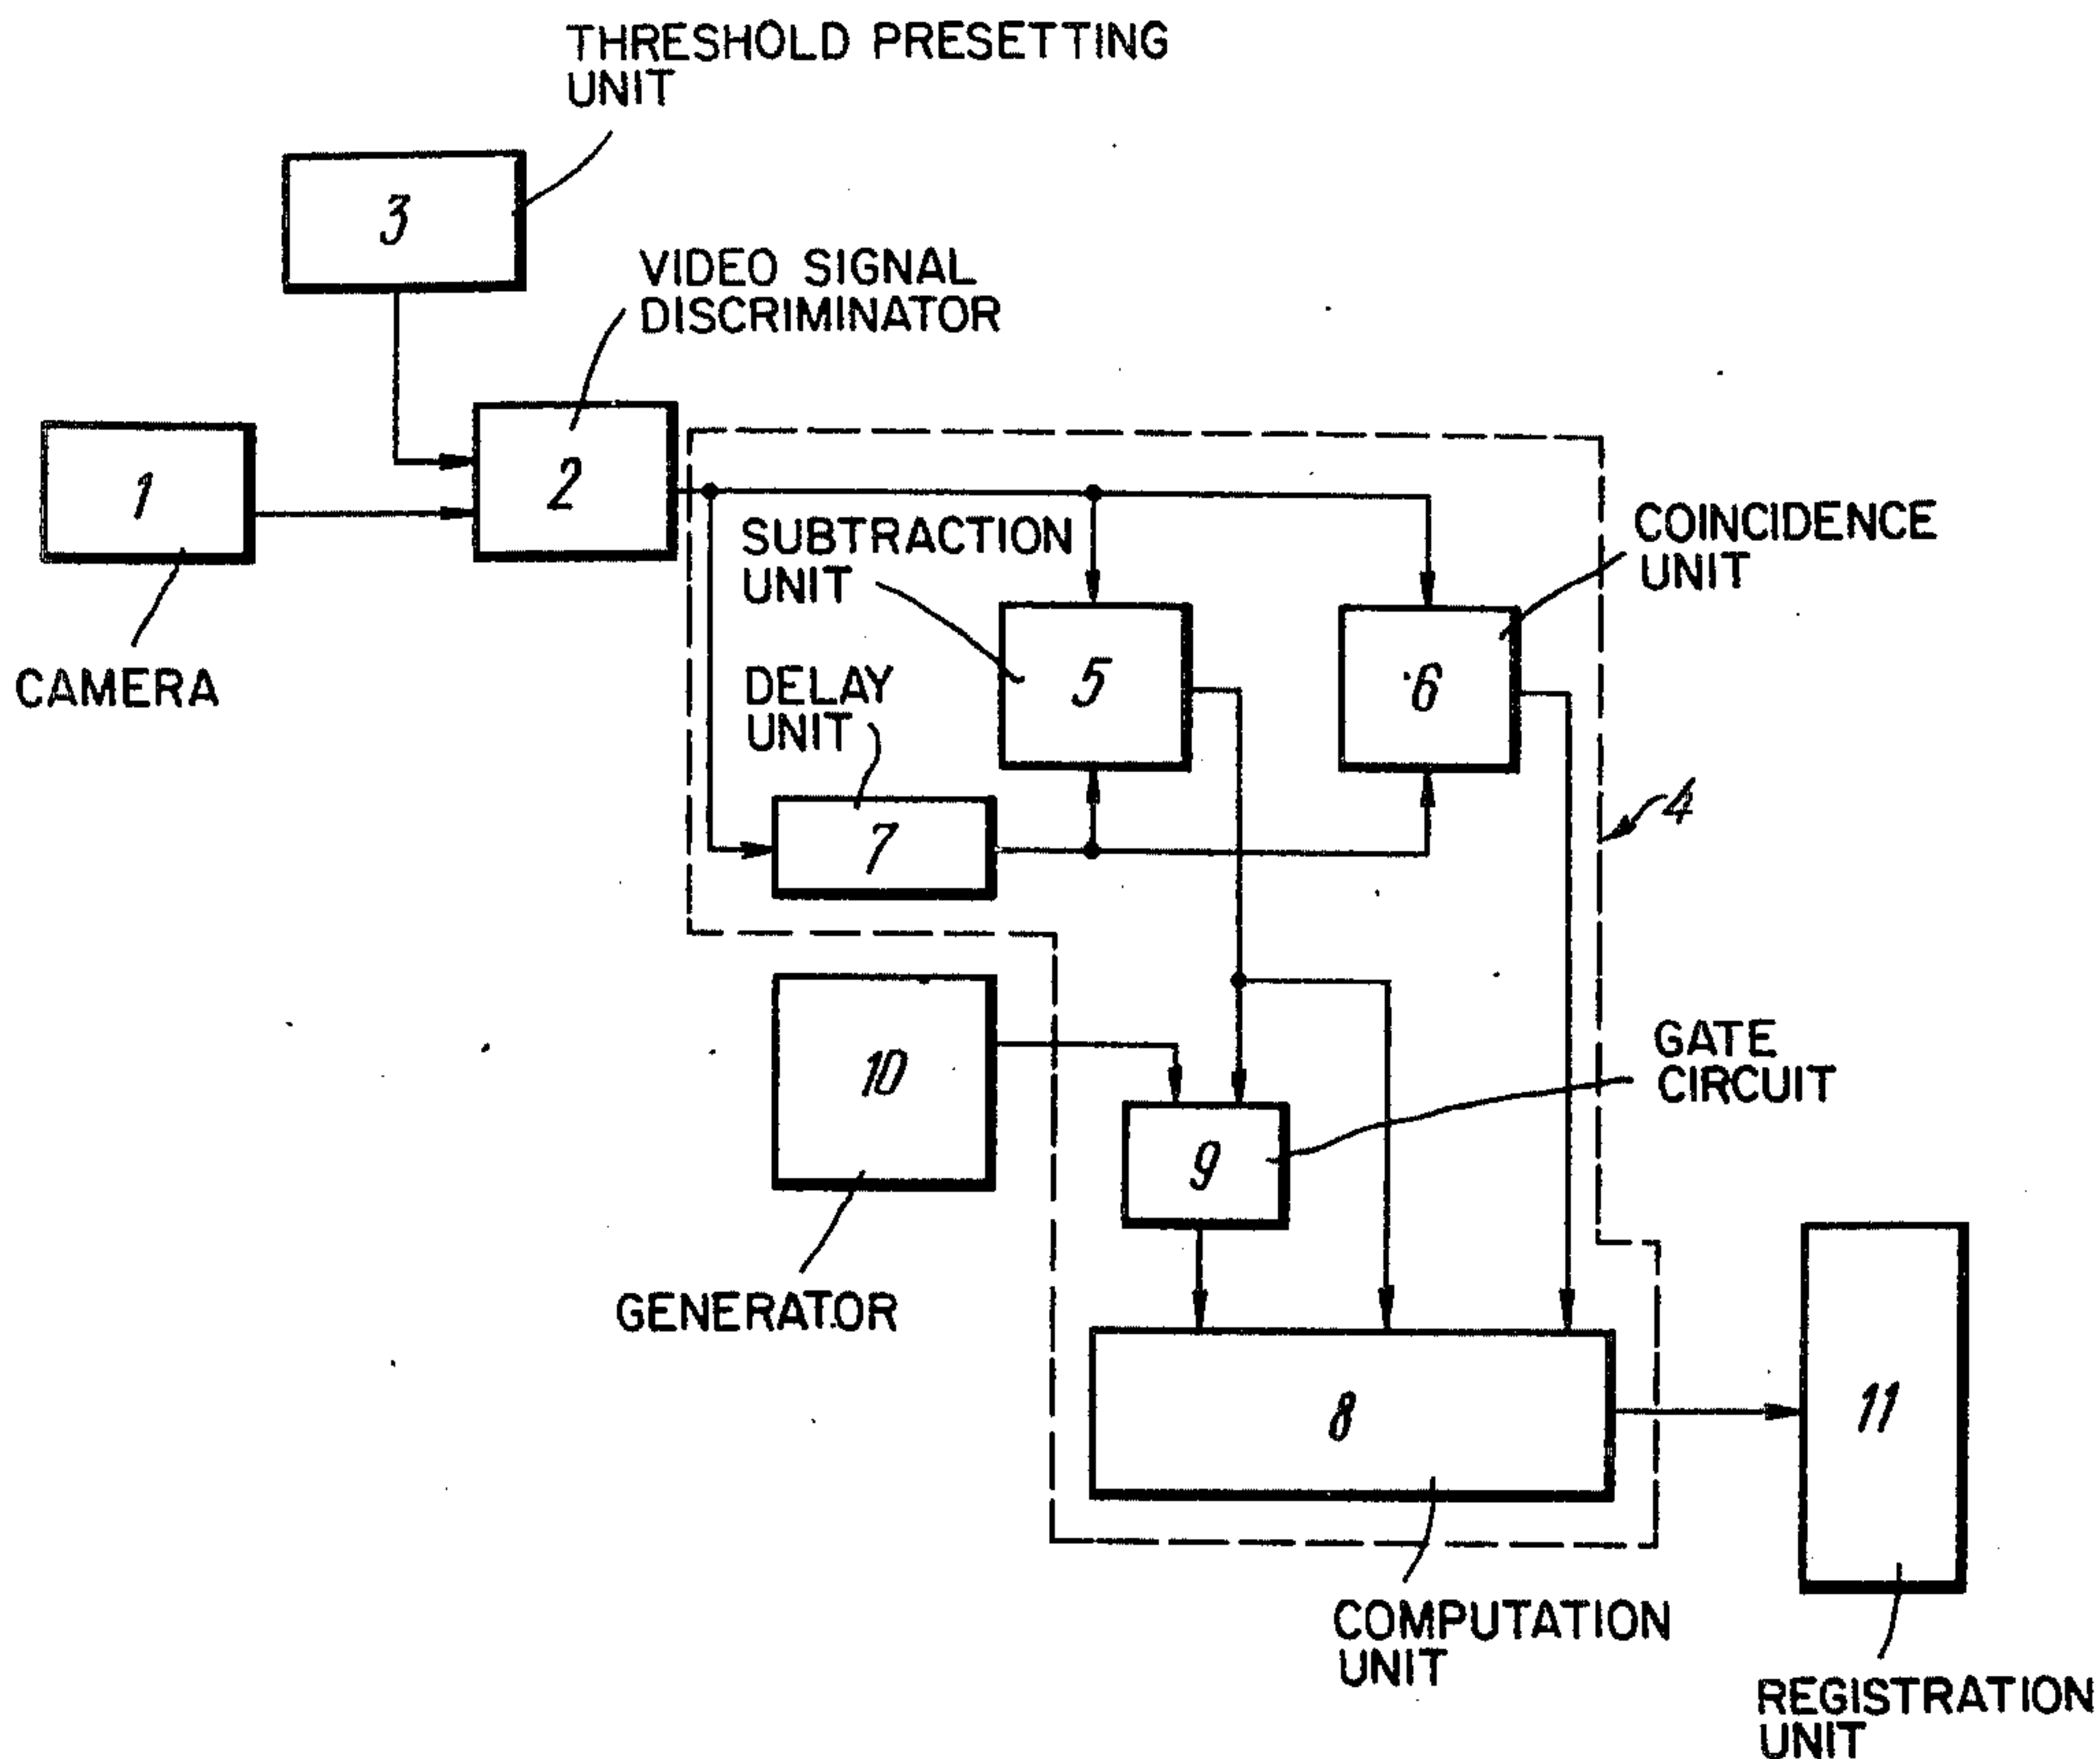 THRESHOLD PRESETTING
UNIT
3
VIDEO SIGNAL
DISCRIMINATOR
1
2
CAMERA
SUBTRACTION
UNIT
COINCIDENCE
UNIT
5
6
DELAY
UNIT
7
4
10
GATE
CIRCUIT
9
GENERATOR
8
11
COMPUTATION
UNIT
REGISTRATION
UNIT